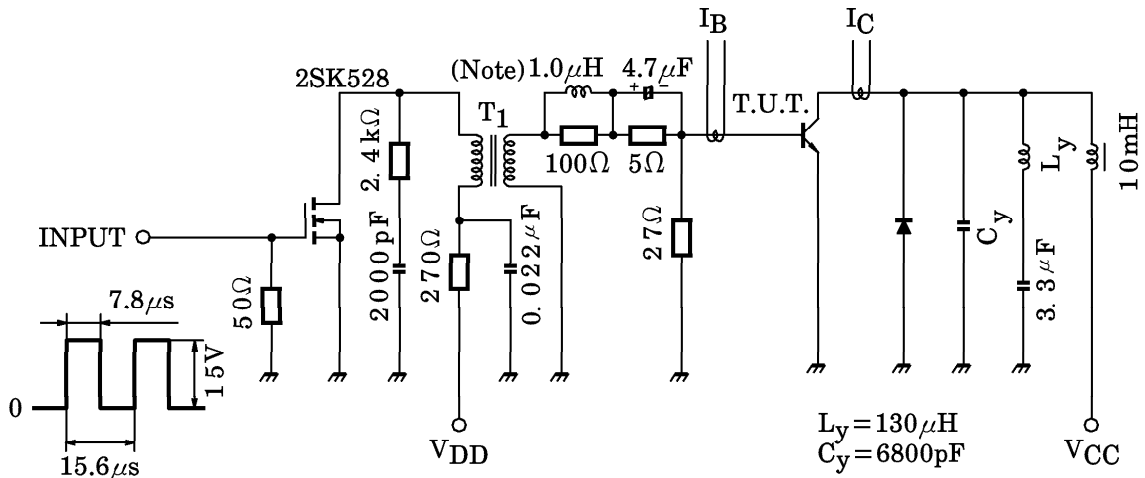 I_B
I_C
2SK528
(Note) 1.0μH
4.7μF
+ −
T.U.T.
T1
2.4kΩ
100Ω
5Ω
L_y
10mH
INPUT
50Ω
2000pF
270Ω
0.022μF
27Ω
C_y
3.3μF
7.8μs
15V
0
15.6μs
V_DD
L_y=130μH
C_y=6800pF
V_CC